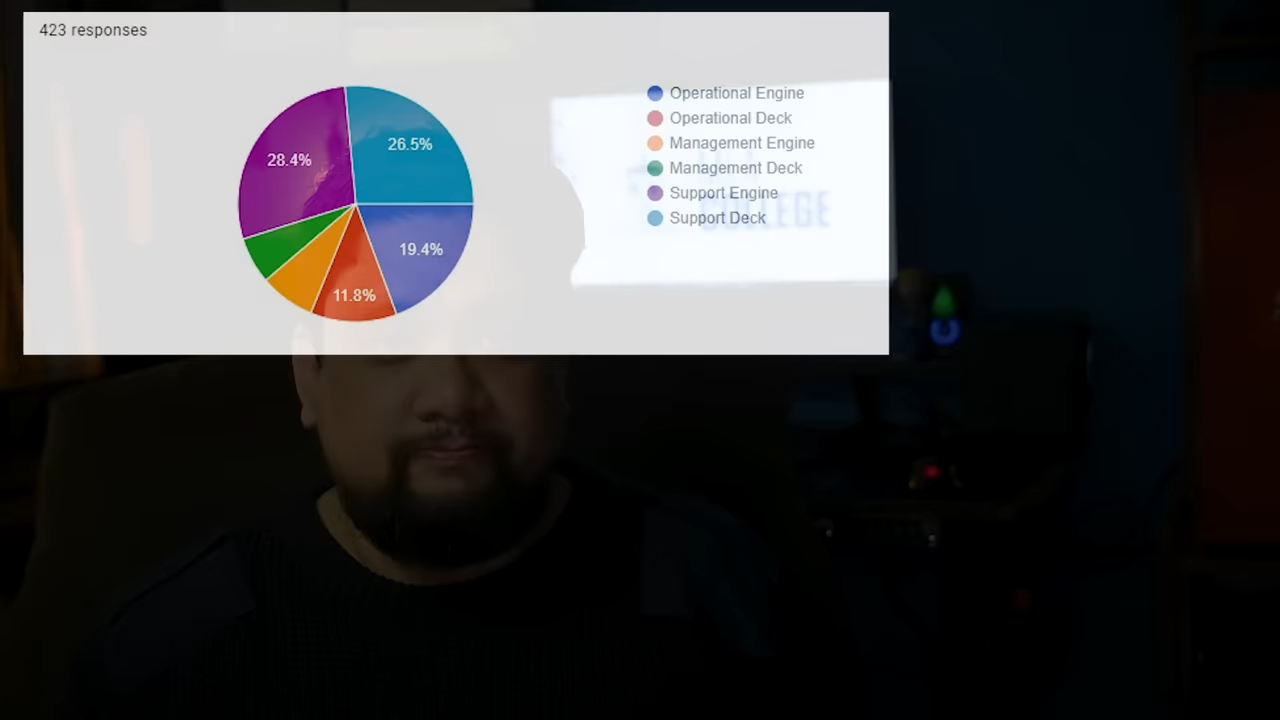 423 responses
28.4%
26.5%
19.4%
11.8%
Operational Engine
Operational Deck
Management Engine
Management Deck
Support Engine
Support Deck